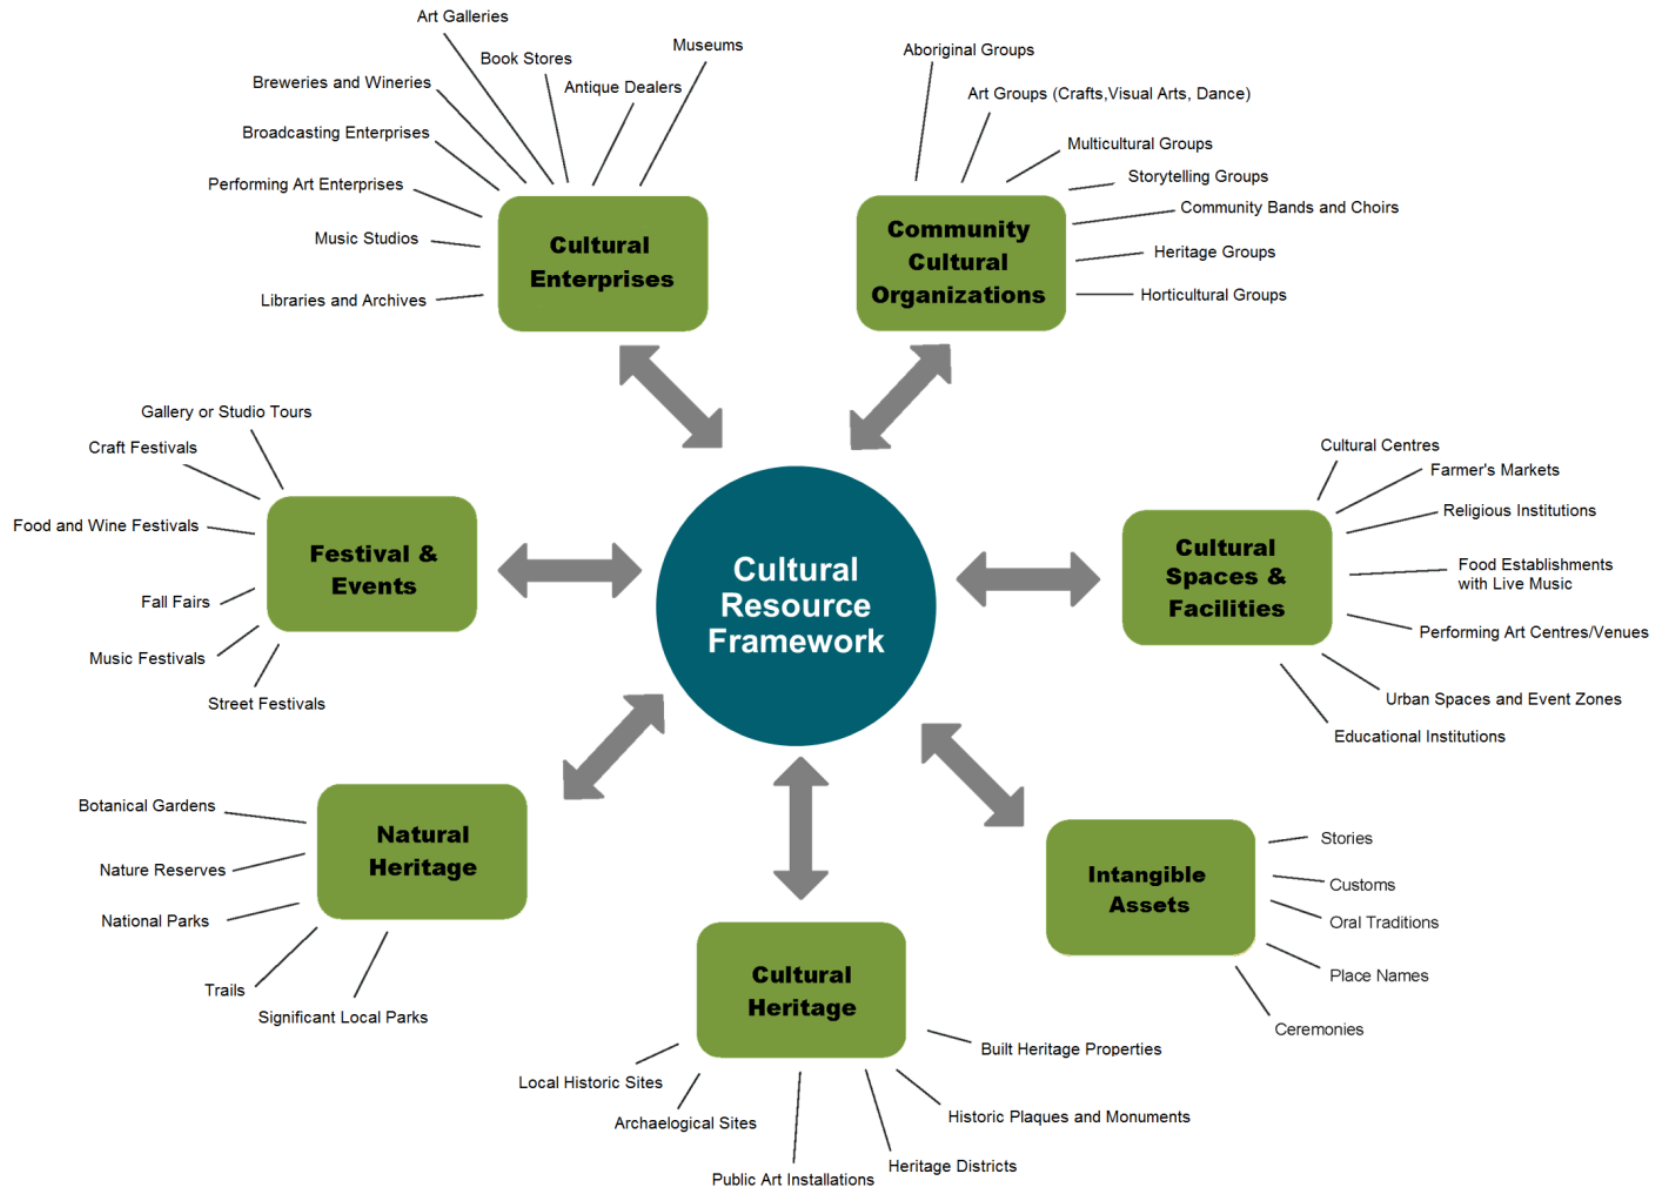 Art Galleries
Book Stores
Museums
Breweries and Wineries
Antique Dealers
Broadcasting Enterprises
Performing Art Enterprises
Music Studios
Libraries and Archives
Cultural
Enterprises
Aboriginal Groups
Art Groups (Crafts,Visual Arts, Dance)
Multicultural Groups
Storytelling Groups
Community Bands and Choirs
Heritage Groups
Horticultural Groups
Community
Cultural
Organizations
Gallery or Studio Tours
Craft Festivals
Food and Wine Festivals
Fall Fairs
Music Festivals
Street Festivals
Festival &
Events
Cultural
Resource
Framework
Cultural Centres
Farmer's Markets
Religious Institutions
Food Establishments
with Live Music
Performing Art Centres/Venues
Urban Spaces and Event Zones
Educational Institutions
Cultural
Spaces &
Facilities
Botanical Gardens
Nature Reserves
National Parks
Trails
Significant Local Parks
Natural
Heritage
Cultural
Heritage
Local Historic Sites
Archaelogical Sites
Public Art Installations
Heritage Districts
Historic Plaques and Monuments
Built Heritage Properties
Intangible
Assets
Stories
Customs
Oral Traditions
Place Names
Ceremonies